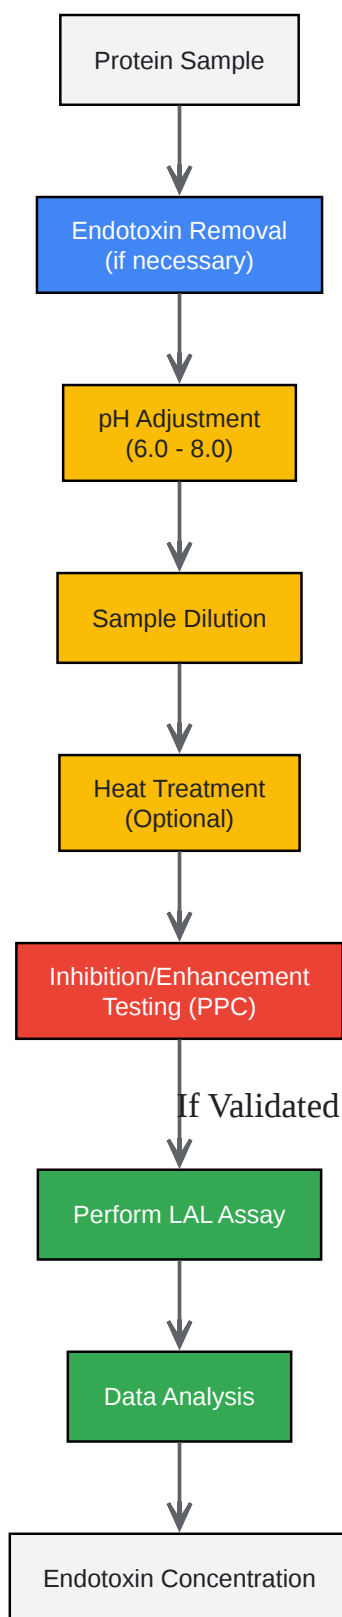 Protein Sample
Endotoxin Removal
(if necessary)
pH Adjustment
(6.0 - 8.0)
Sample Dilution
Heat Treatment
(Optional)
Inhibition/Enhancement
Testing (PPC)
If Validated
Perform LAL Assay
Data Analysis
Endotoxin Concentration